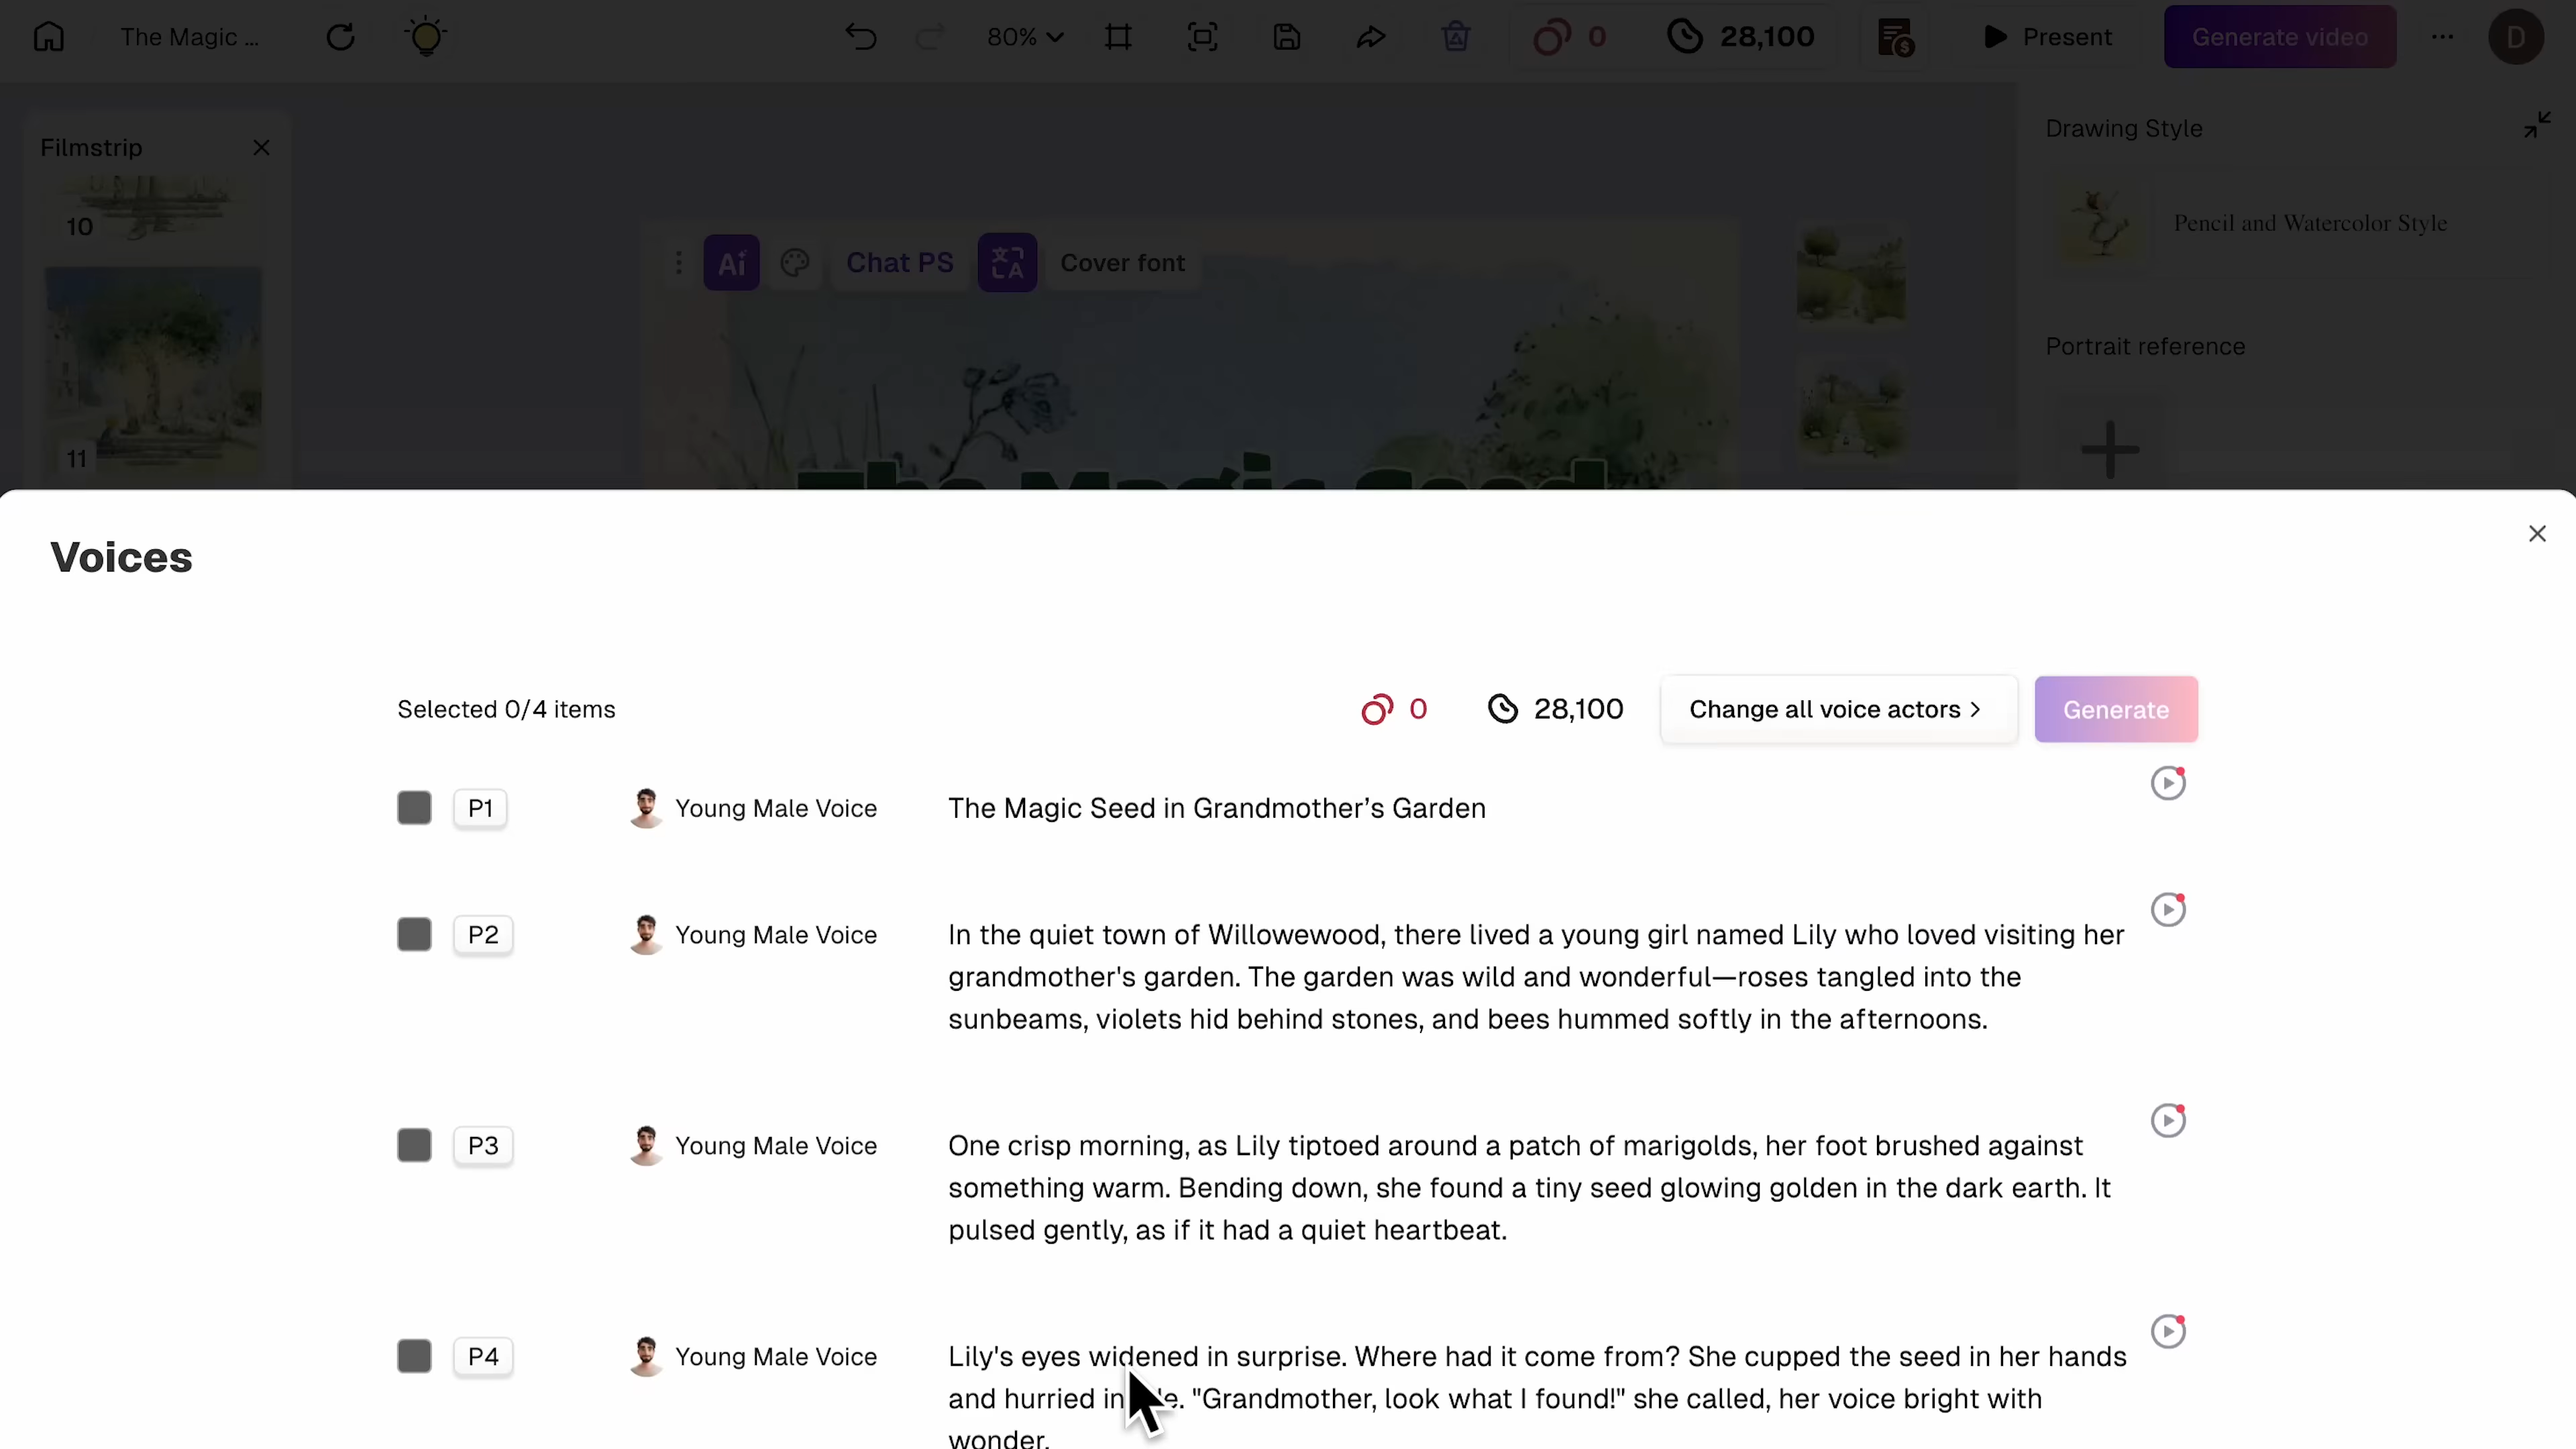 The Magic ...
80%
0
28,100
Present
Generate video
...
D
Filmstrip
10
11
Ai
Chat PS
Cover font
Drawing Style
Pencil and Watercolor Style
Portrait reference
The Magic Seed
Voices
Selected 0/4 items
0
28,100
Change all voice actors >
Generate
P1
Young Male Voice
The Magic Seed in Grandmother’s Garden
P2
Young Male Voice
In the quiet town of Willowewood, there lived a young girl named Lily who loved visiting her
grandmother's garden. The garden was wild and wonderful—roses tangled into the
sunbeams, violets hid behind stones, and bees hummed softly in the afternoons.
P3
Young Male Voice
One crisp morning, as Lily tiptoed around a patch of marigolds, her foot brushed against
something warm. Bending down, she found a tiny seed glowing golden in the dark earth. It
pulsed gently, as if it had a quiet heartbeat.
P4
Young Male Voice
Lily's eyes widened in surprise. Where had it come from? She cupped the seed in her hands
and hurried "Grandmother, look what I found!" she called, her voice bright with
wonder.